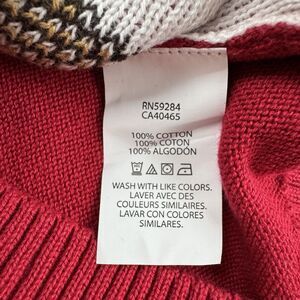 RN59284
CA40465
100% COTTON
100% COTON
100% ALGODÓN
WASH WITH LIKE COLORS.
LAVER AVEC DES
COULEURS SIMILAIRES.
LAVAR CON COLORES
SIMILARES.